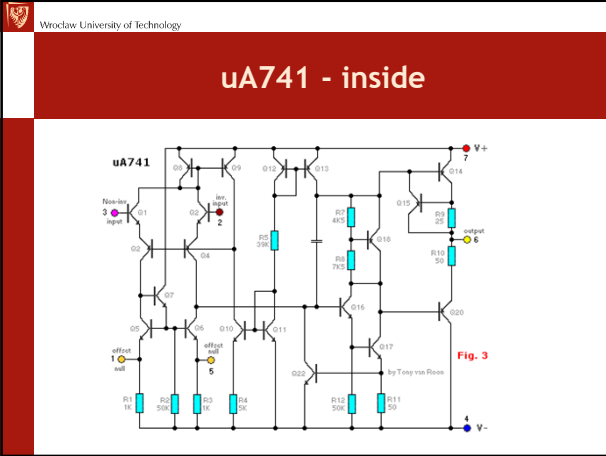 Wrocław University of Technology
uA741 - inside
uA741
V+
7
Q8
Q9
Q12
Q13
Q14
Non-inv
3
input
Q1
Q2
inv.
input
2
Q15
R7
4K5
R9
25
output
6
Q2
Q4
R5
39K
Q18
R8
7K5
R10
50
Q7
Q16
Q20
Q5
Q6
Q10
Q11
Q17
Fig. 3
offset
1
null
offset
null
5
Q22
by Tony van Roon
R1
1K
R2
50K
R3
1K
R4
5K
R12
50K
R11
50
4
V-